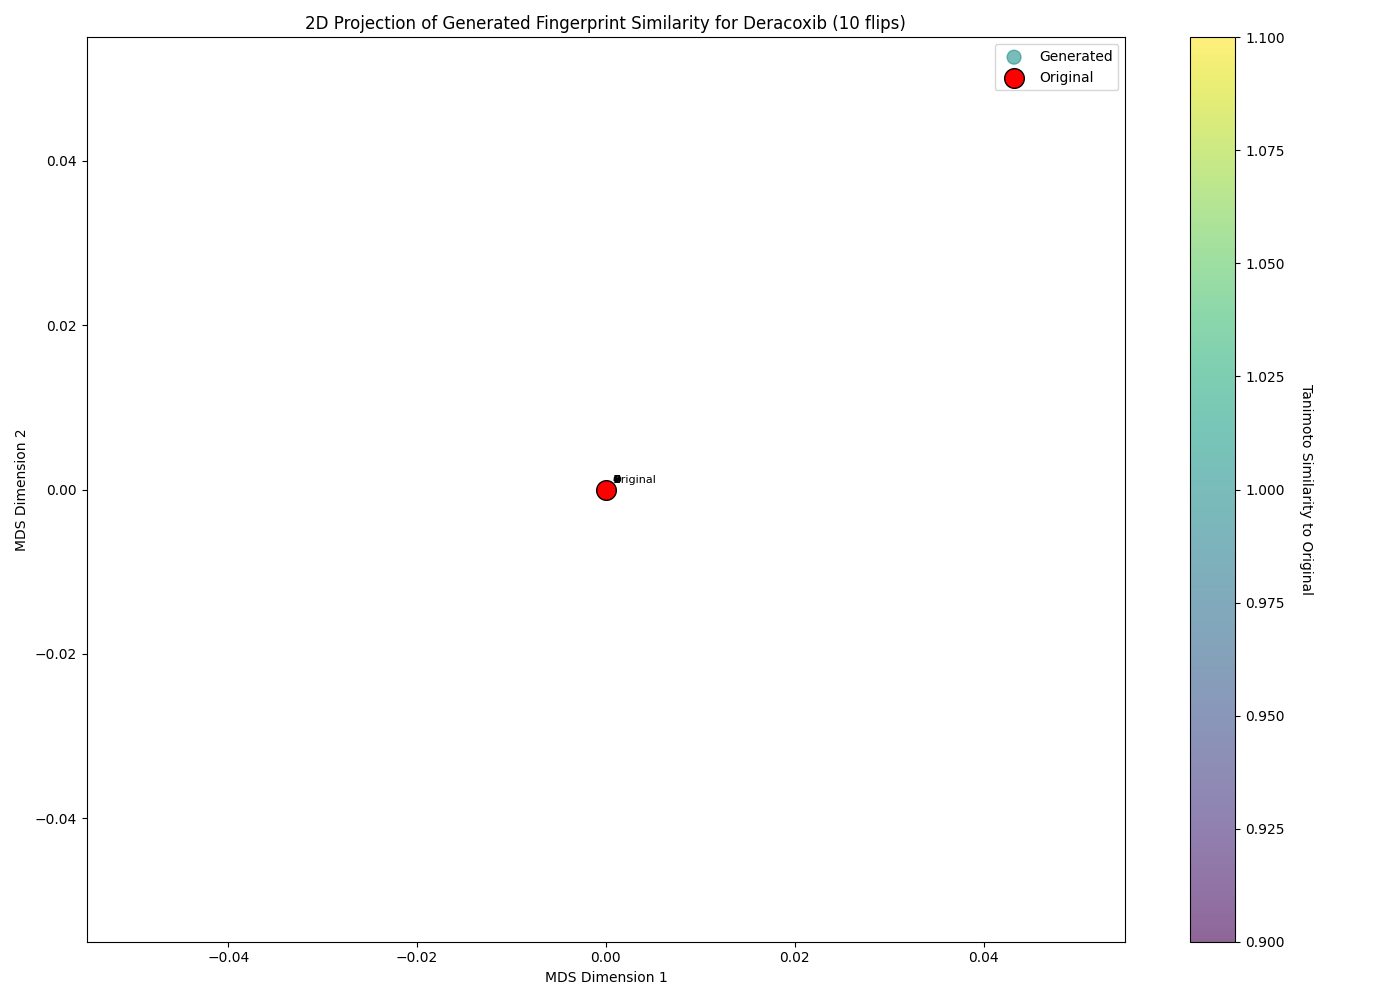 2D Projection of Generated Fingerprint Similarity for Deracoxib (10 flips)
Generated
Original
0.04
0.02
0.00
−0.02
−0.04
MDS Dimension 2
Original
−0.04
−0.02
0.00
0.02
0.04
MDS Dimension 1
1.100
1.075
1.050
1.025
1.000
0.975
0.950
0.925
0.900
Tanimoto Similarity to Original